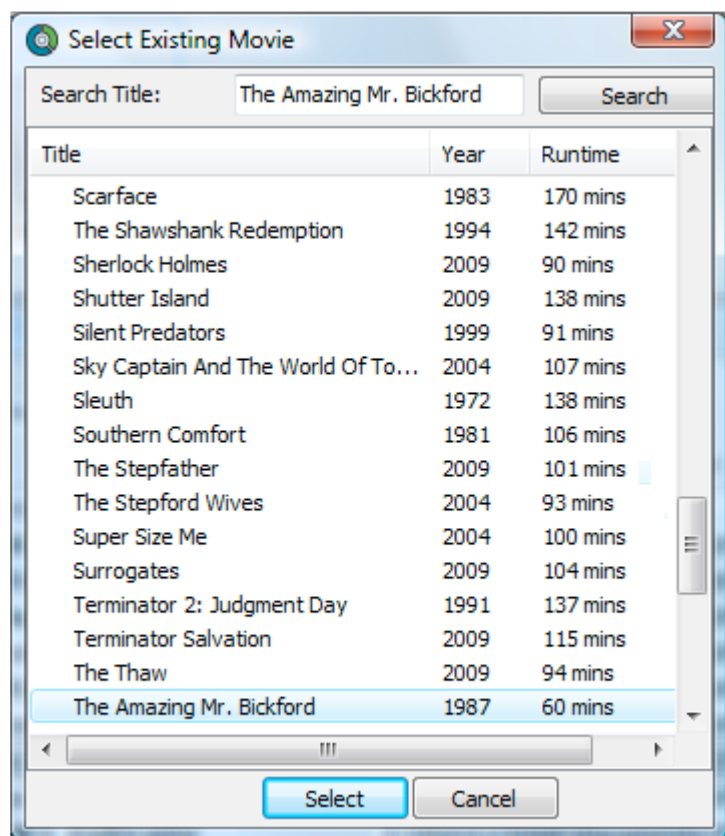 Select Existing Movie
Search Title: The Amazing Mr. Bickford Search
Title Year Runtime
Scarface 1983 170 mins
The Shawshank Redemption 1994 142 mins
Sherlock Holmes 2009 90 mins
Shutter Island 2009 138 mins
Silent Predators 1999 91 mins
Sky Captain And The World Of To... 2004 107 mins
Sleuth 1972 138 mins
Southern Comfort 1981 106 mins
The Stepfather 2009 101 mins
The Stepford Wives 2004 93 mins
Super Size Me 2004 100 mins
Surrogates 2009 104 mins
Terminator 2: Judgment Day 1991 137 mins
Terminator Salvation 2009 115 mins
The Thaw 2009 94 mins
The Amazing Mr. Bickford 1987 60 mins
Select Cancel